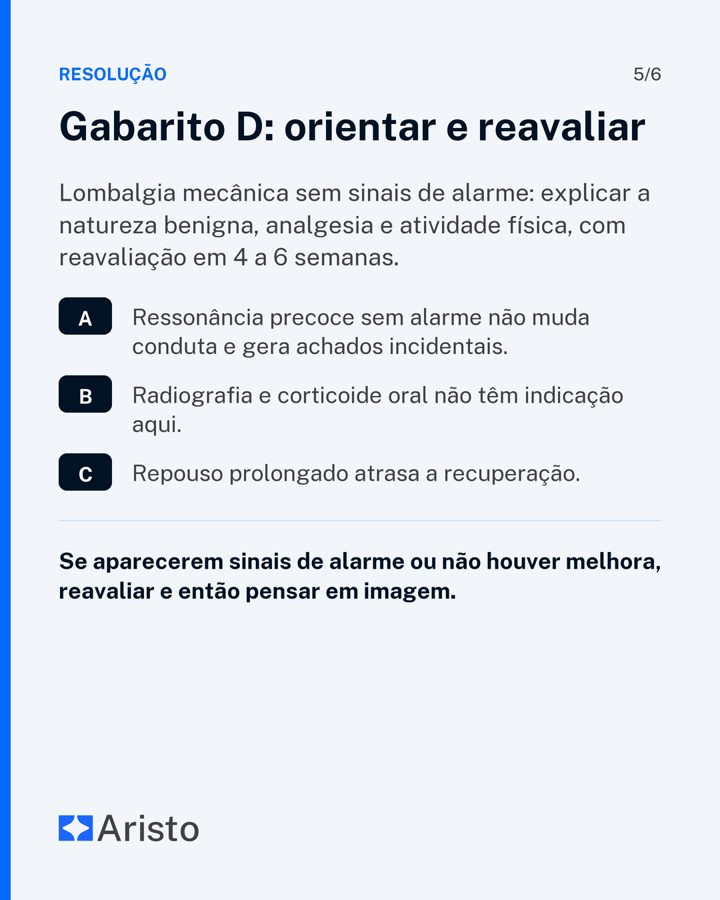 RESOLUÇÃO
5/6
Gabarito D: orientar e reavaliar
Lombalgia mecânica sem sinais de alarme: explicar a
natureza benigna, analgesia e atividade física, com
reavaliação em 4 a 6 semanas.
A
Ressonância precoce sem alarme não muda
conduta e gera achados incidentais.
B
Radiografia e corticoide oral não têm indicação
aqui.
C
Repouso prolongado atrasa a recuperação.
Se aparecerem sinais de alarme ou não houver melhora,
reavaliar e então pensar em imagem.
Aristo